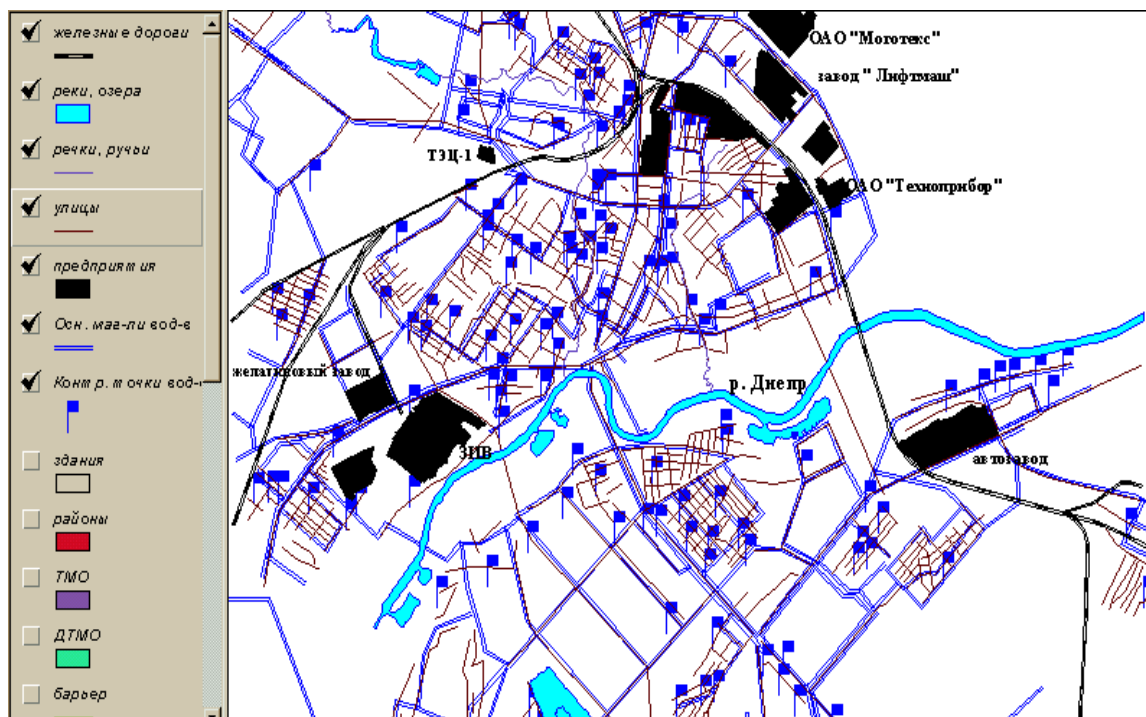 железные дороги
реки, озера
речки, ручьи
улицы
предприятия
Осн. маг-ли вод-в
Контр. точки вод-
здания
районы
ТМО
ДТМО
барьер
ОАО "Моготекс"
завод "Лифтмаш"
ТЭЦ-1
ОАО "Техноприбор"
желатиновый завод
р. Днепр
ЗИВ
автозавод